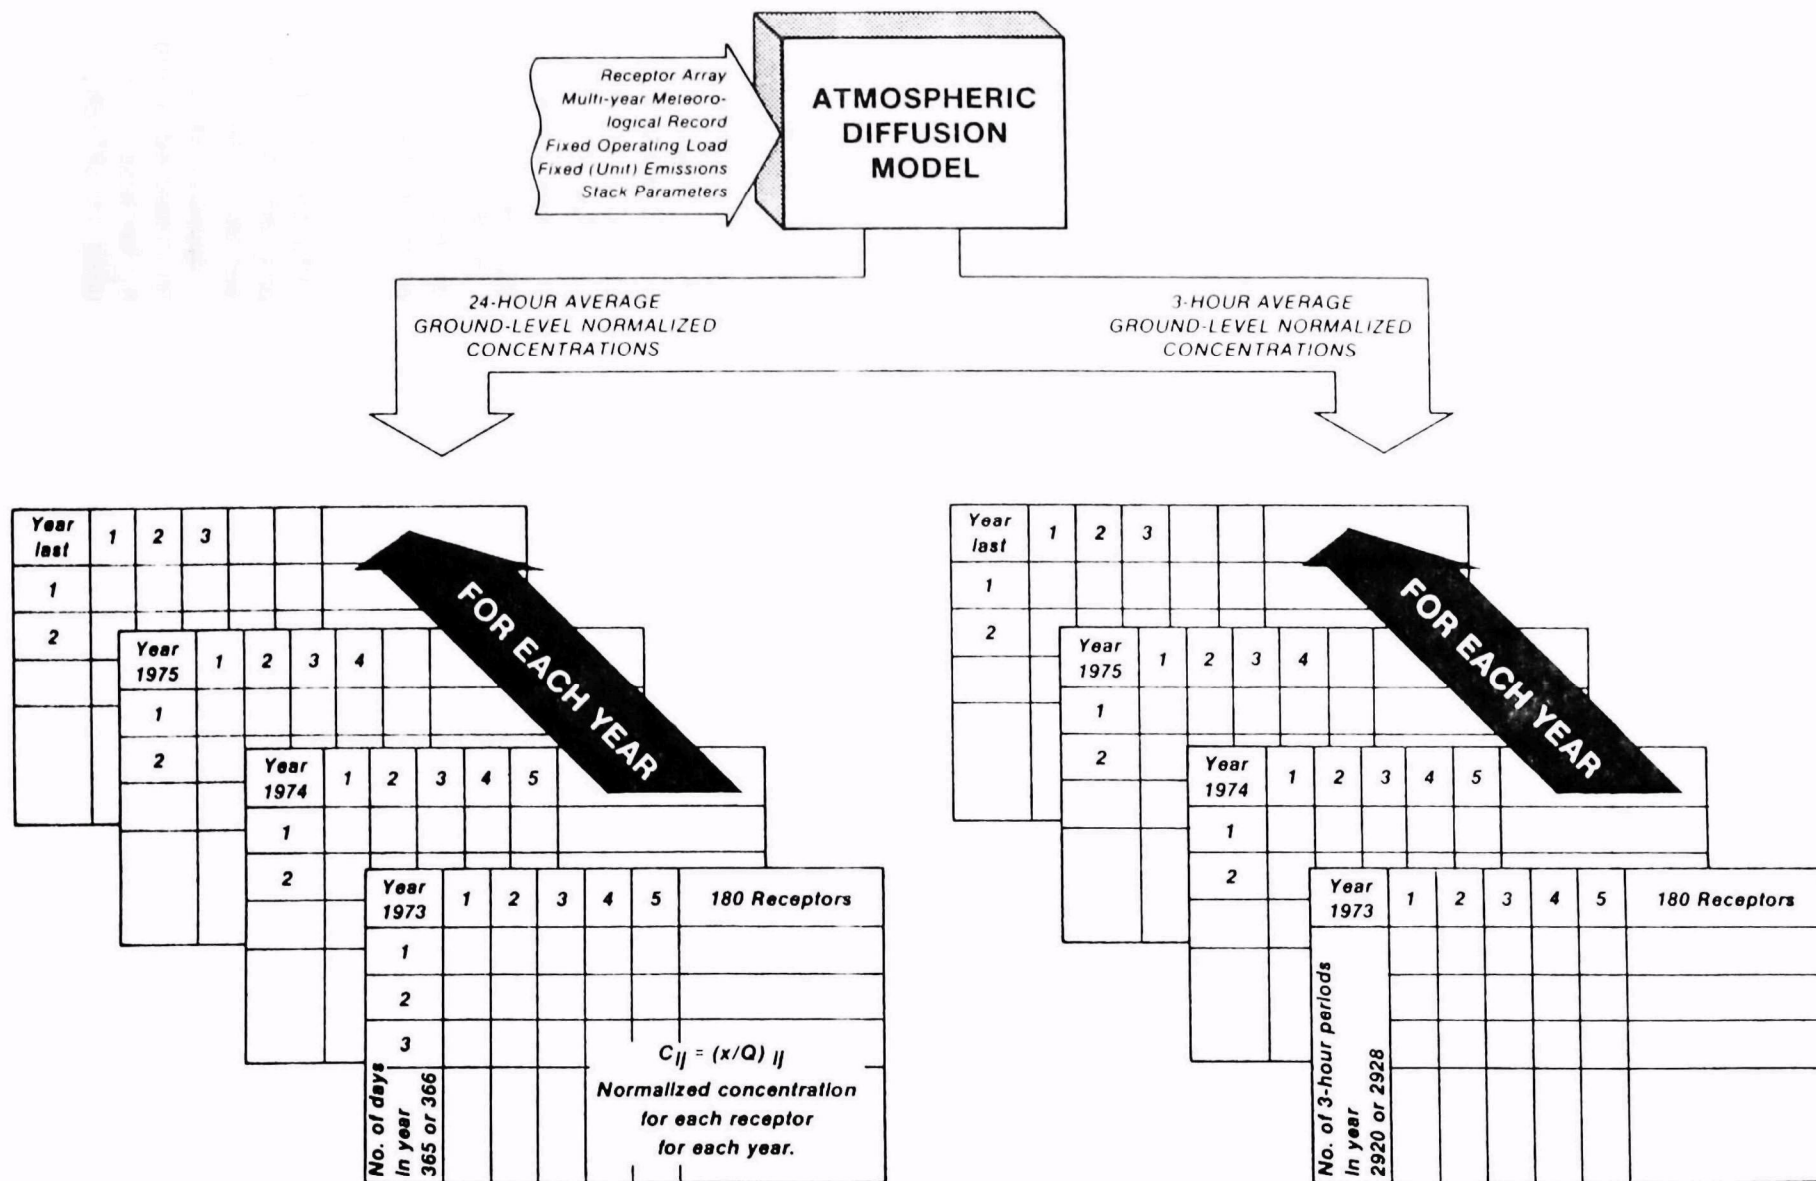 Receptor Array
Multi-year Meteoro-
logical Record
Fixed Operating Load
Fixed (Unit) Emissions
Stack Parameters
ATMOSPHERIC
DIFFUSION
MODEL
24-HOUR AVERAGE
GROUND-LEVEL NORMALIZED
CONCENTRATIONS
3-HOUR AVERAGE
GROUND-LEVEL NORMALIZED
CONCENTRATIONS
Year
last
1 2 3
1
2
Year
1975
1 2 3 4
1
2
Year
1974
1 2 3 4 5
1
2
Year
1973
1 2 3 4 5 180 Receptors
1
2
3
No. of days
in year
365 or 366
C ij = (x/Q) ij
Normalized concentration
for each receptor
for each year.
FOR EACH YEAR
Year
last
1 2 3
1
2
Year
1975
1 2 3 4
1
2
Year
1974
1 2 3 4 5
1
2
Year
1973
1 2 3 4 5 180 Receptors
No. of 3-hour periods
in year
2920 or 2928
FOR EACH YEAR